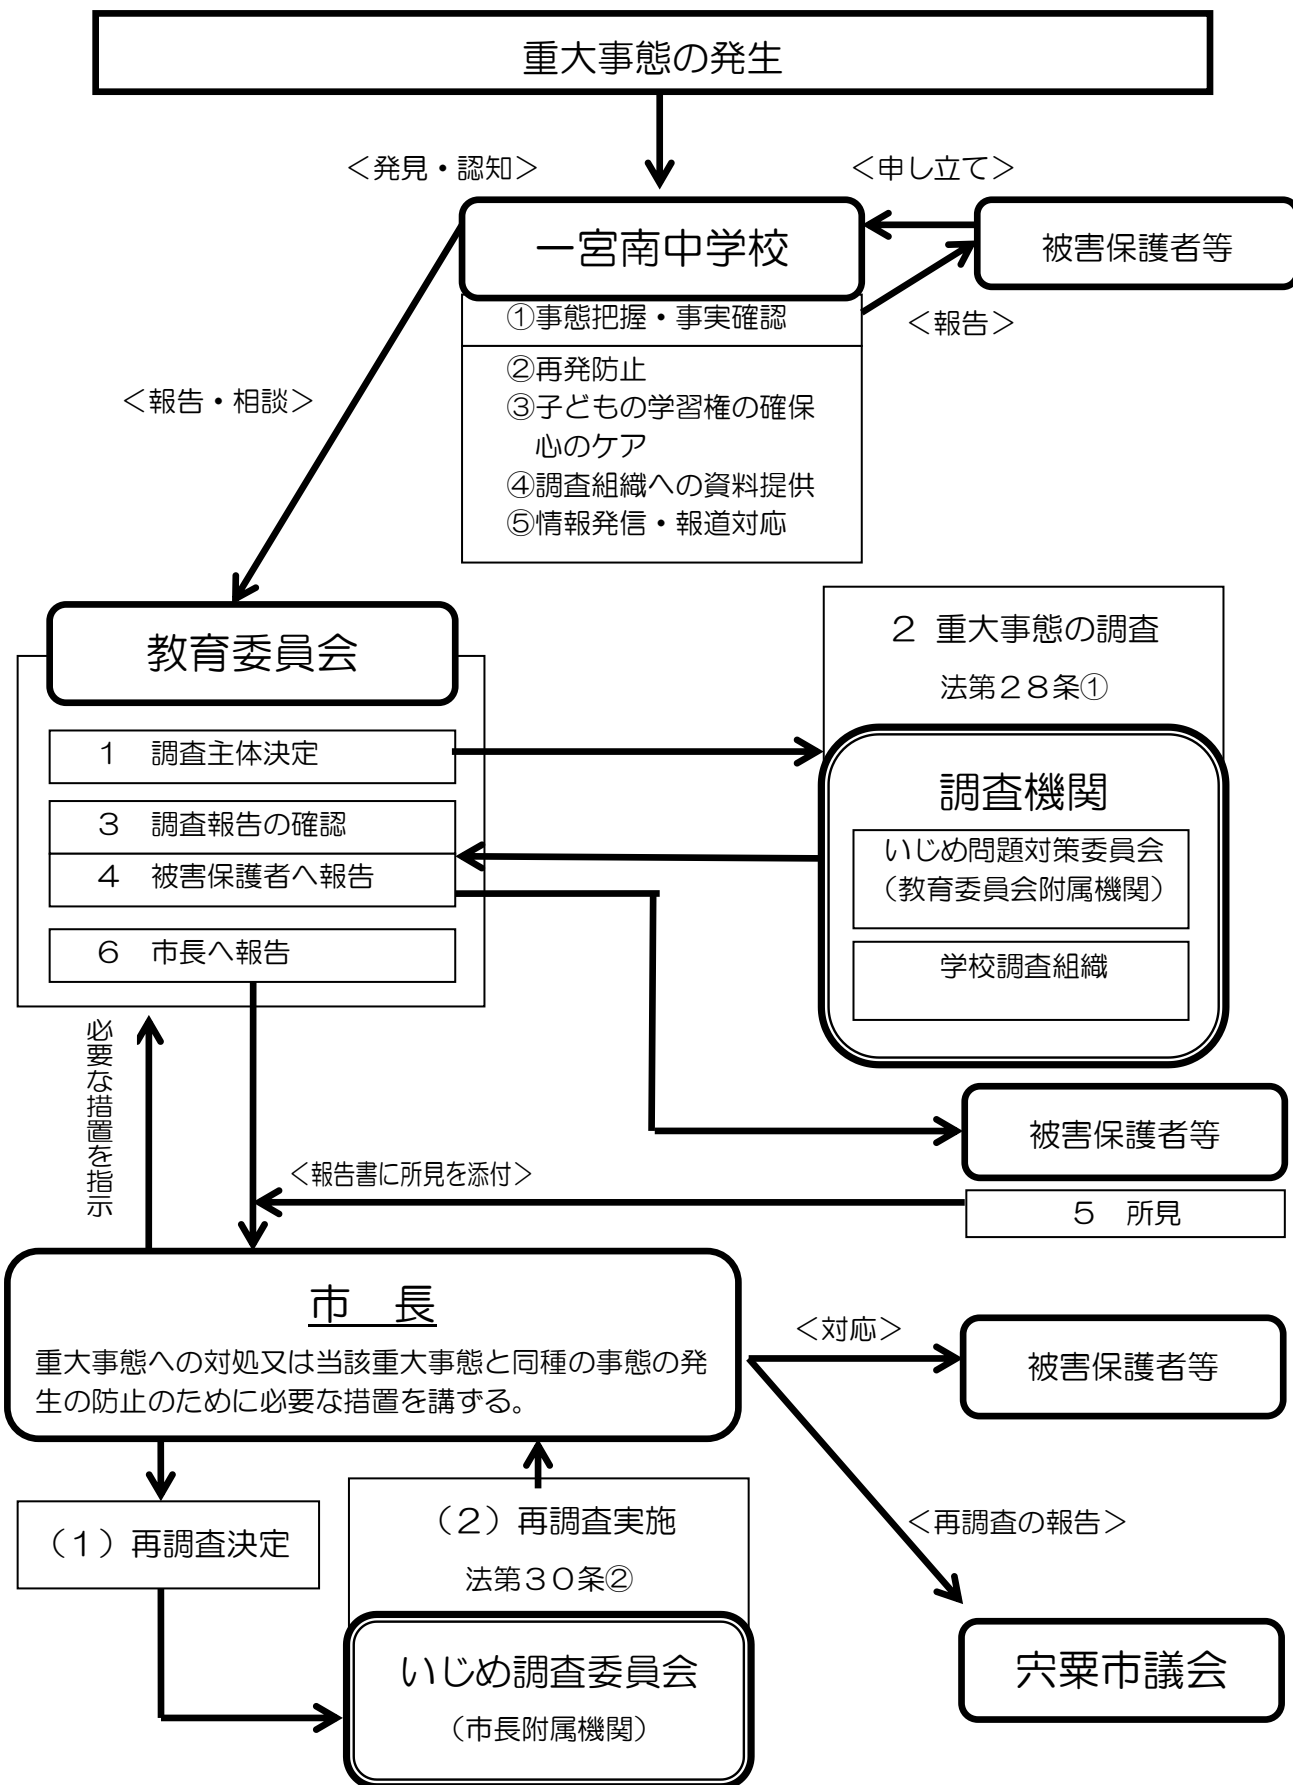 重大事態の発生
＜発見・認知＞
＜申し立て＞
一宮南中学校
被害保護者等
①事態把握・事実確認
＜報告＞
②再発防止
③子どもの学習権の確保
心のケア
④調査組織への資料提供
⑤情報発信・報道対応
＜報告・相談＞
教育委員会
１　調査主体決定
３　調査報告の確認
４　被害保護者へ報告
６　市長へ報告
２ 重大事態の調査
法第２８条①
調査機関
いじめ問題対策委員会
（教育委員会附属機関）
学校調査組織
必要な措置を指示
被害保護者等
５　所見
＜報告書に所見を添付＞
市　長
重大事態への対処又は当該重大事態と同種の事態の発
生の防止のために必要な措置を講ずる。
＜対応＞
被害保護者等
（１）再調査決定
（２）再調査実施
法第３０条②
いじめ調査委員会
（市長附属機関）
＜再調査の報告＞
宍粟市議会